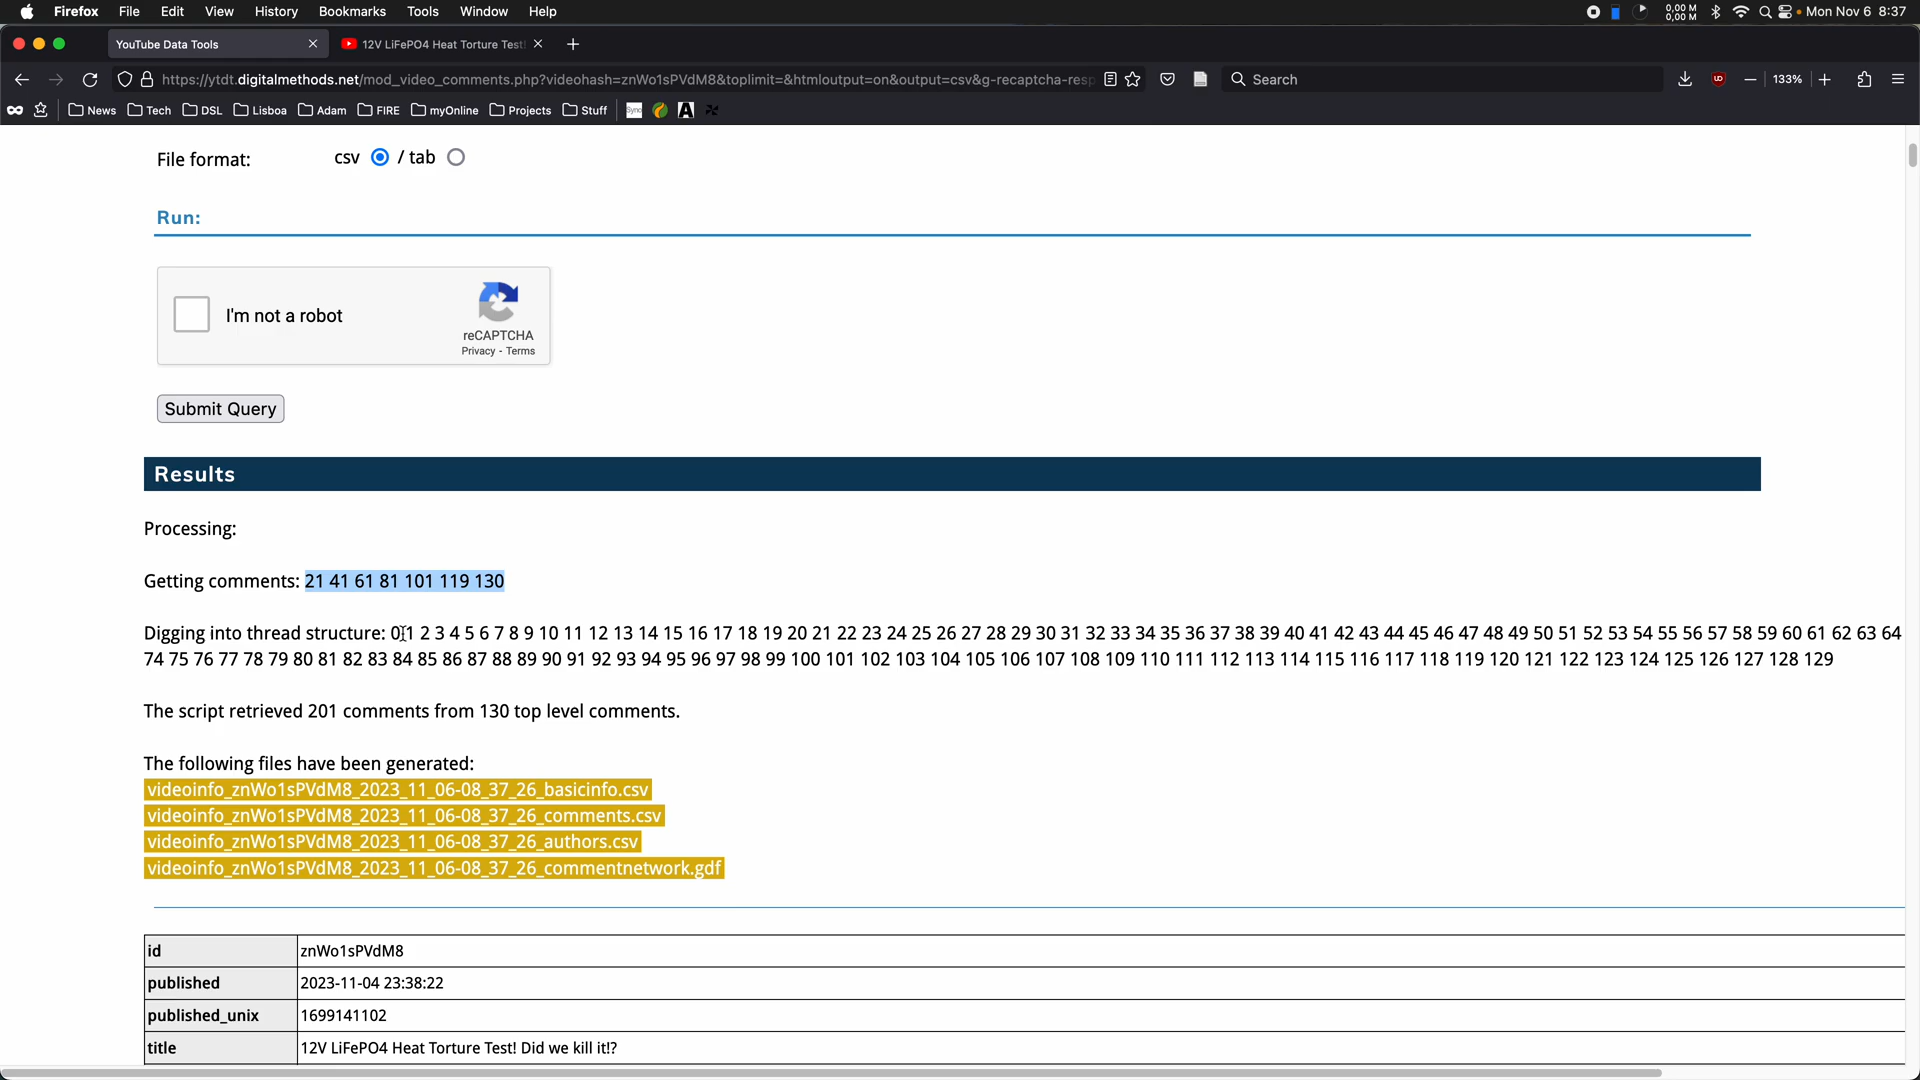 Firefox File Edit View History Bookmarks Tools Window Help 0,00 M 0,00 M Mon Nov 6 8:37
YouTube Data Tools 12V LiFePO4 Heat Torture Test!
https://ytdt.digitalmethods.net/mod_video_comments.php?videohash=znWo1sPVdM8&toplimit=&htmloutput=on&output=csv&g-recaptcha-resp Search 133%
News Tech DSL Lisboa Adam FIRE myOnline Projects Stuff
File format: csv / tab
Run:
I'm not a robot
reCAPTCHA
Privacy - Terms
Submit Query
Results
Processing:
Getting comments: 21 41 61 81 101 119 130
Digging into thread structure: 0 1 2 3 4 5 6 7 8 9 10 11 12 13 14 15 16 17 18 19 20 21 22 23 24 25 26 27 28 29 30 31 32 33 34 35 36 37 38 39 40 41 42 43 44 45 46 47 48 49 50 51 52 53 54 55 56 57 58 59 60 61 62 63 64
74 75 76 77 78 79 80 81 82 83 84 85 86 87 88 89 90 91 92 93 94 95 96 97 98 99 100 101 102 103 104 105 106 107 108 109 110 111 112 113 114 115 116 117 118 119 120 121 122 123 124 125 126 127 128 129
The script retrieved 201 comments from 130 top level comments.
The following files have been generated:
videoinfo_znWo1sPVdM8_2023_11_06-08_37_26_basicinfo.csv
videoinfo_znWo1sPVdM8_2023_11_06-08_37_26_comments.csv
videoinfo_znWo1sPVdM8_2023_11_06-08_37_26_authors.csv
videoinfo_znWo1sPVdM8_2023_11_06-08_37_26_commentnetwork.gdf
id znWo1sPVdM8
published 2023-11-04 23:38:22
published_unix 1699141102
title 12V LiFePO4 Heat Torture Test! Did we kill it!?